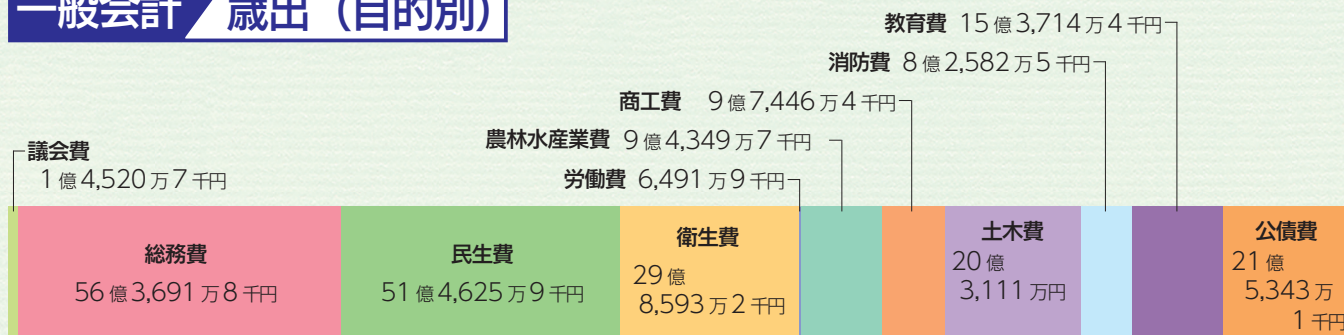 一般会計 歳出（目的別）
教育費 15億3,714万4千円
消防費 8億2,582万5千円
商工費 9億7,446万4千円
農林水産業費 9億4,349万7千円
労働費 6,491万9千円
議会費
1億4,520万7千円
総務費
56億3,691万8千円
民生費
51億4,625万9千円
衛生費
29億
8,593万2千円
土木費
20億
3,111万円
公債費
21億
5,343万
1千円